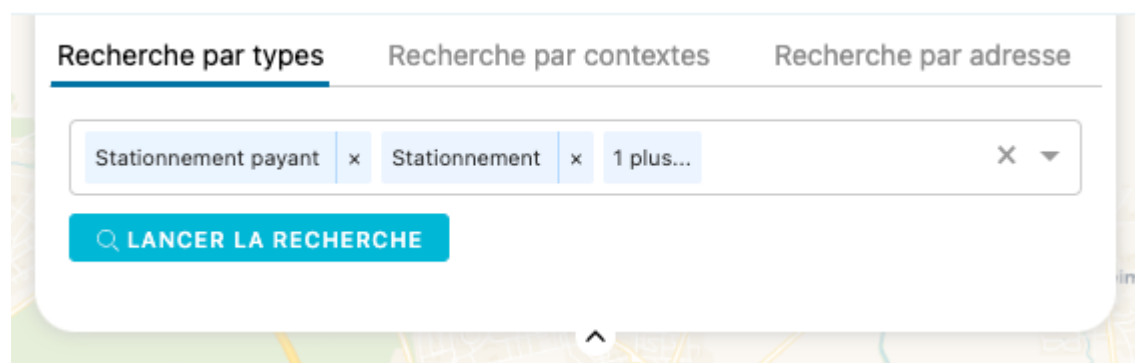 Recherche par types Recherche par contextes Recherche par adresse
Stationnement payant × Stationnement × 1 plus... ×
LANCER LA RECHERCHE